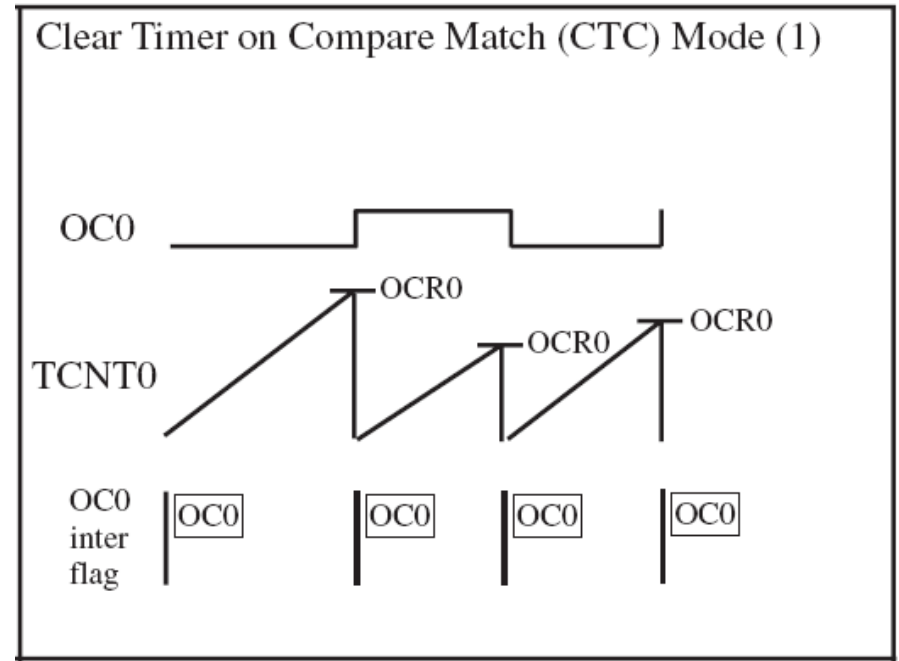 Clear Timer on Compare Match (CTC) Mode (1)
OC0
OCR0
OCR0
OCR0
TCNT0
OC0
inter
flag
OC0
OC0
OC0
OC0